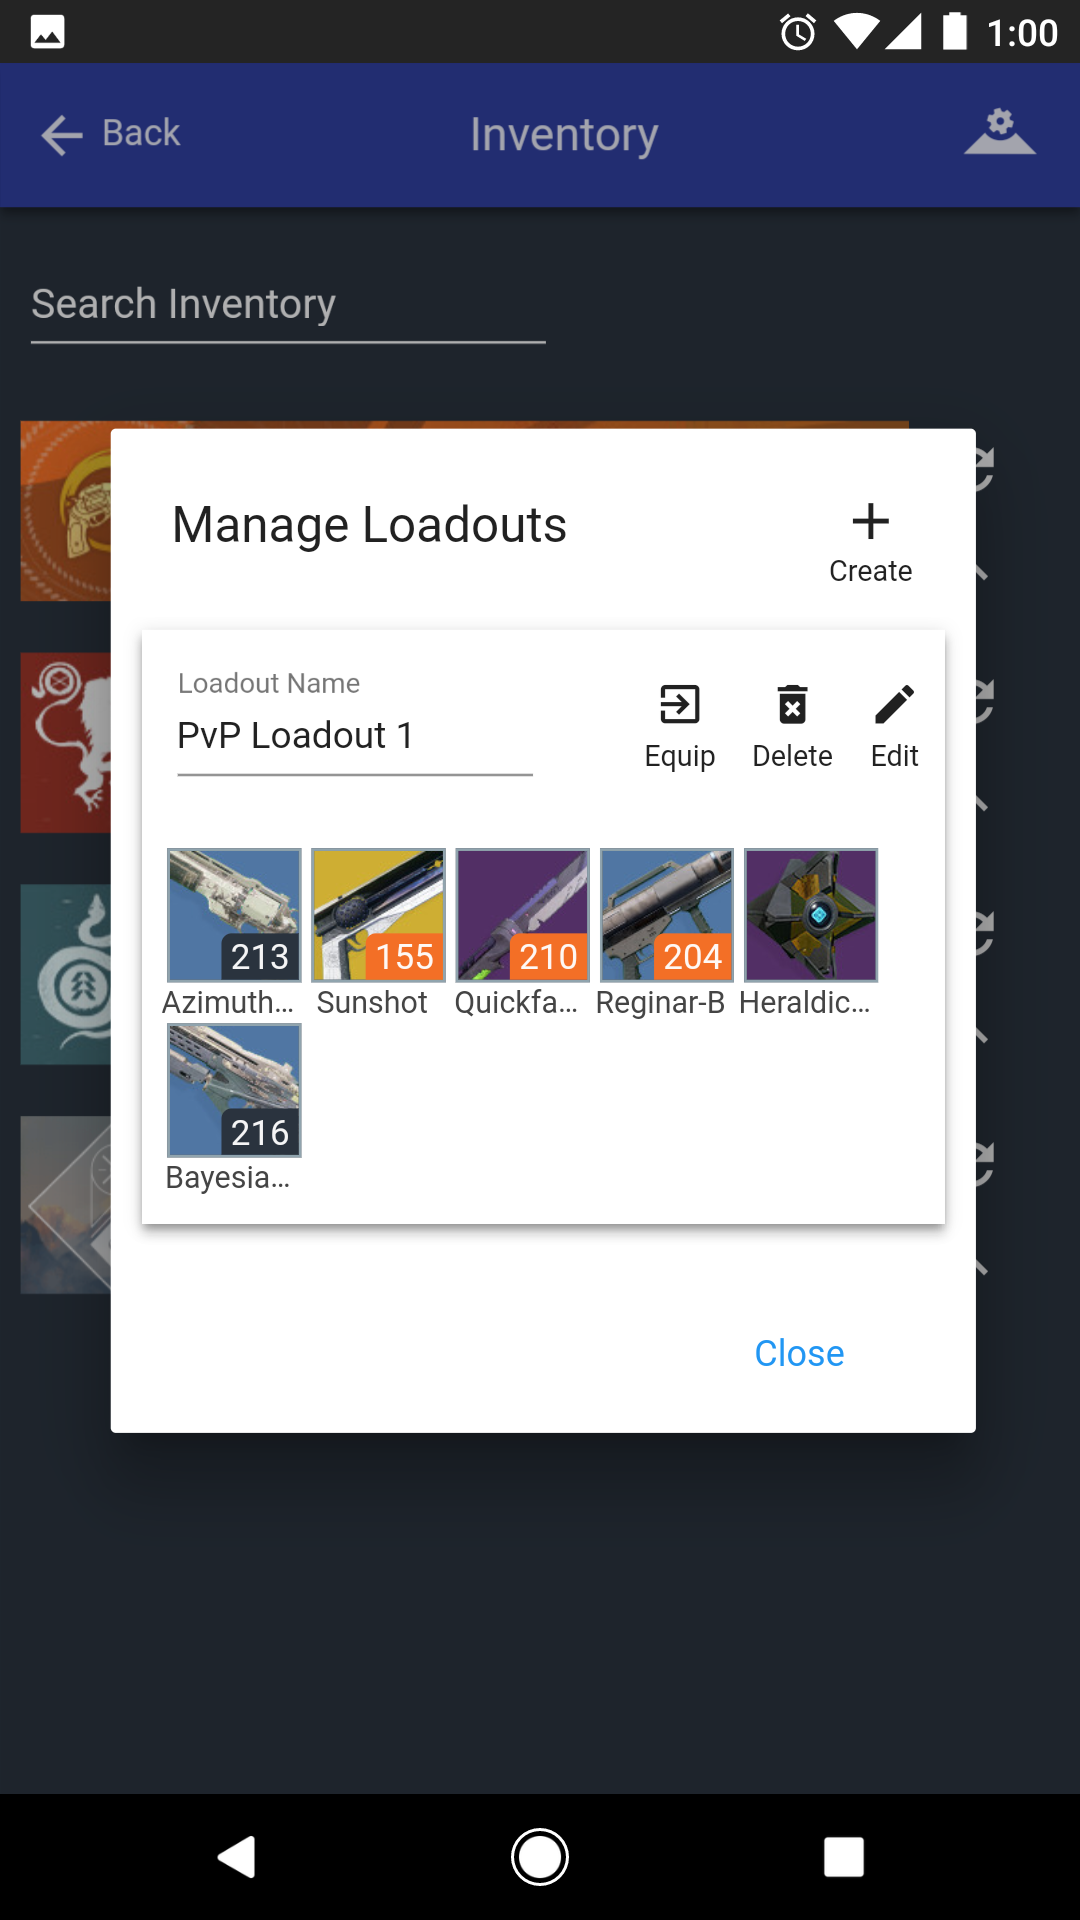 1:00
Back
Inventory
Search Inventory
Manage Loadouts
Create
Loadout Name
PvP Loadout 1
Equip Delete Edit
213 155 210 204
Azimuth... Sunshot Quickfa... Reginar-B Heraldic...
216
Bayesia...
Close